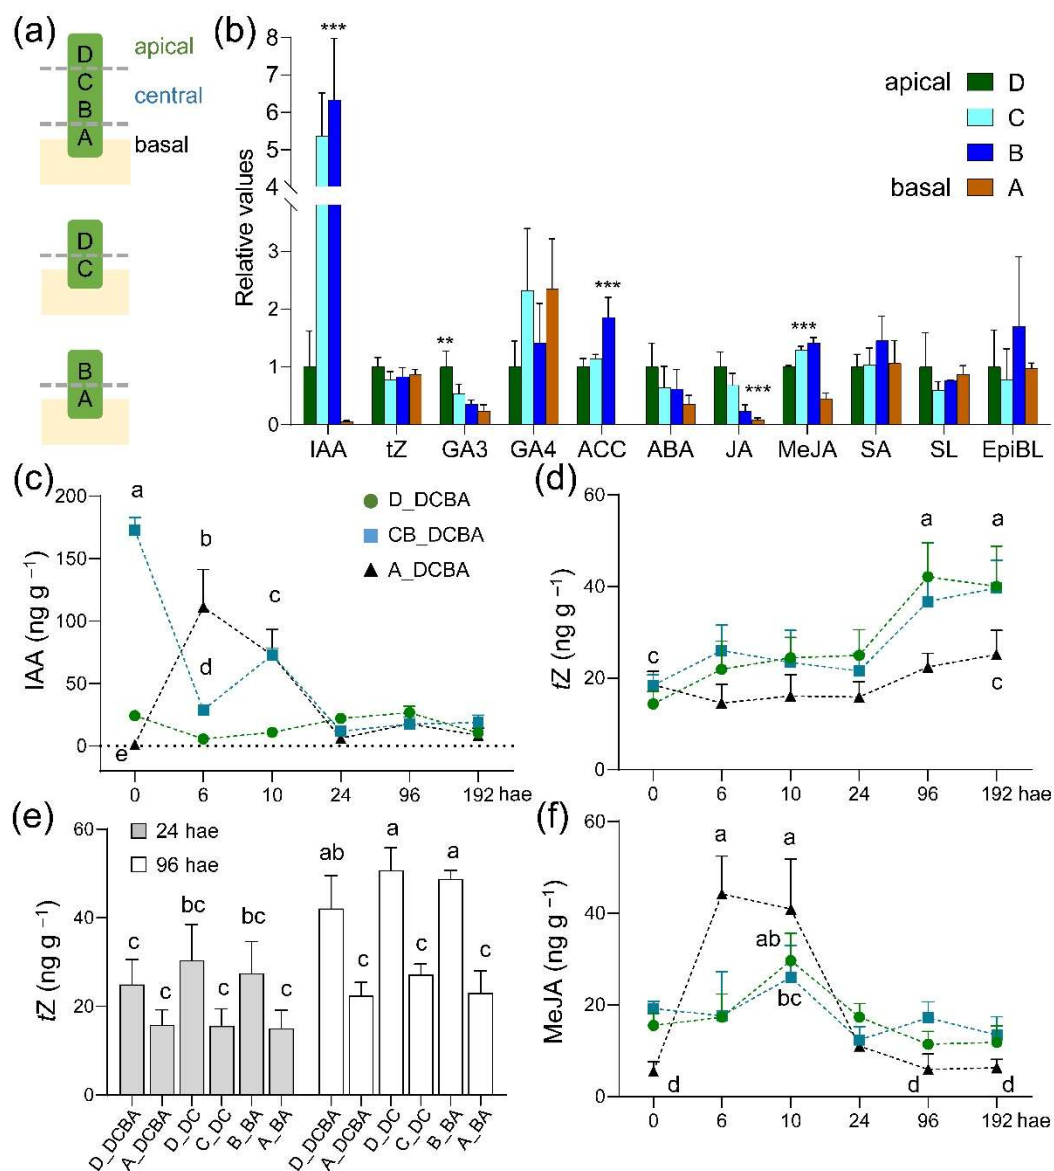 (a)
D
C
B
A
apical
central
basal
D
C
B
A
(b)
Relative values
8
7
6
5
4
3
2
1
0
***
**
***
***
***
IAA tZ GA3 GA4 ACC ABA JA MeJA SA SL EpiBL
apical D
C
B
basal A
(c)
IAA (ng g⁻¹)
200
150
100
50
0
a
b
c
d
e
D_DCBA
CB_DCBA
A_DCBA
0 6 10 24 96 192 hae
(d)
tZ (ng g⁻¹)
60
40
20
0
c
a
a
c
0 6 10 24 96 192 hae
(e)
tZ (ng g⁻¹)
60
40
20
0
24 hae
96 hae
c c bc c bc c ab c a c a c
D_DCBA A_DCBA D_DC C_DC B_BA A_BA D_DCBA A_DCBA D_DC C_DC B_BA A_BA
(f)
MeJA (ng g⁻¹)
60
40
20
0
a a
ab
bc
d d d
0 6 10 24 96 192 hae